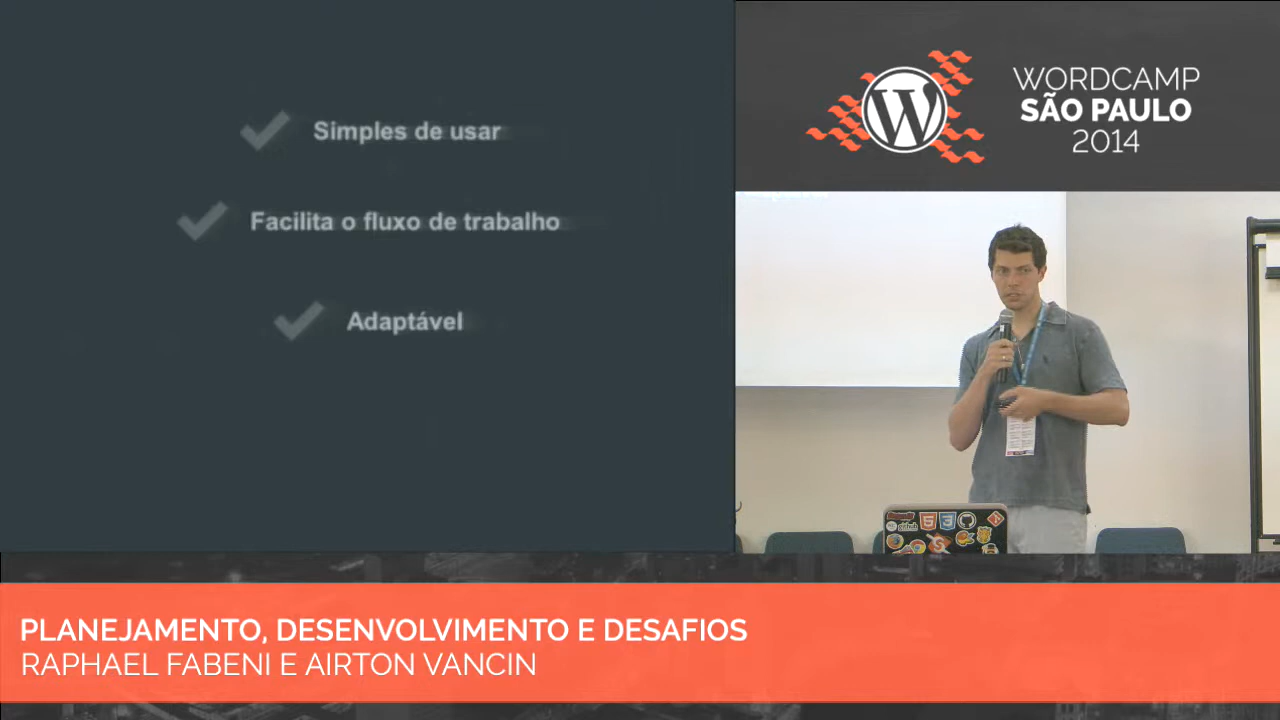 Simples de usar
Facilita o fluxo de trabalho
Adaptável
WORDCAMP
SÃO PAULO
2014
PLANEJAMENTO, DESENVOLVIMENTO E DESAFIOS
RAPHAEL FABENI E AIRTON VANCIN